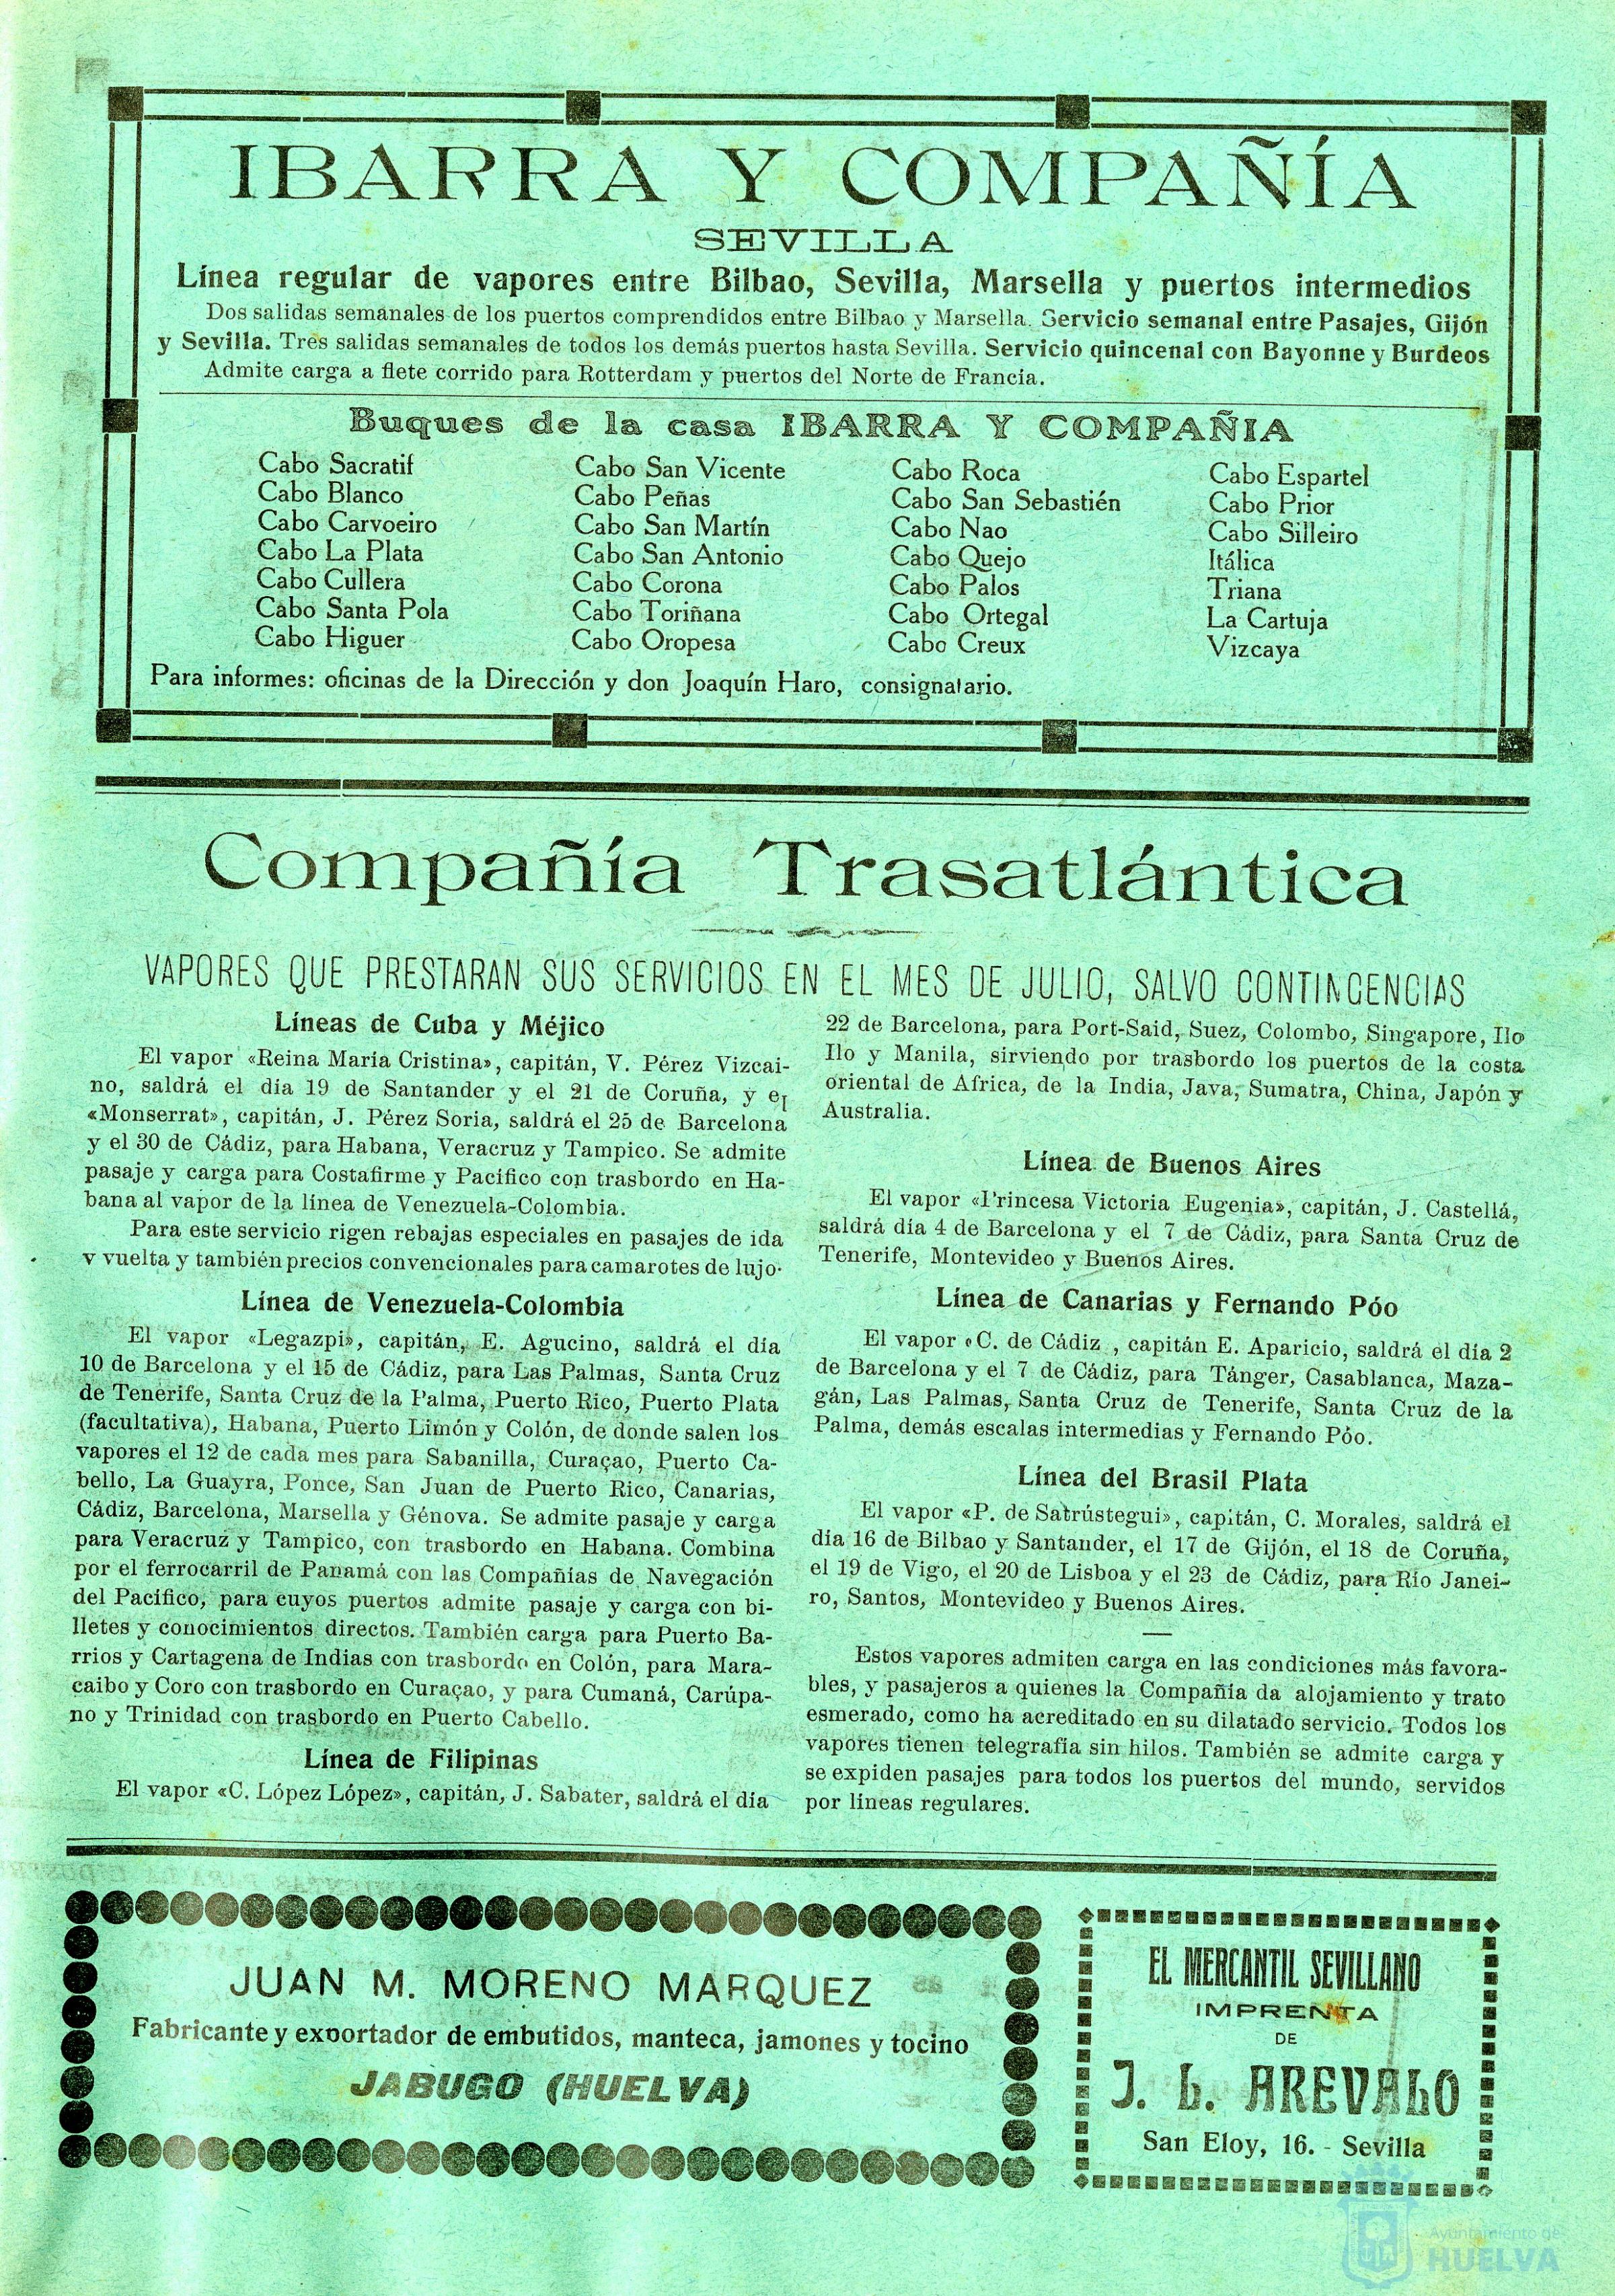 IBARRA Y COMPAÑÍA
SEVILLA
Línea regular de vapores entre Bilbao, Sevilla, Marsella y puertos intermedios
Dos salidas semanales de los puertos comprendidos entre Bilbao y Marsella. Servicio semanal entre Pasajes, Gijón
y Sevilla. Tres salidas semanales de todos los demás puertos hasta Sevilla. Servicio quincenal con Bayonne y Burdeos
Admite carga a flete corrido para Rotterdam y puertos del Norte de Francia.
Buques de la casa IBARRA Y COMPAÑIA
Cabo Sacratif
Cabo Blanco
Cabo Carvoeiro
Cabo La Plata
Cabo Cullera
Cabo Santa Pola
Cabo Higuer
Cabo San Vicente
Cabo Peñas
Cabo San Martín
Cabo San Antonio
Cabo Corona
Cabo Toriñana
Cabo Oropesa
Cabo Roca
Cabo San Sebastién
Cabo Nao
Cabo Quejo
Cabo Palos
Cabo Ortegal
Cabo Creux
Cabo Espartel
Cabo Prior
Cabo Silleiro
Itálica
Triana
La Cartuja
Vizcaya
Para informes: oficinas de la Dirección y don Joaquín Haro, consignatario.
Compañía Trasatlántica
VAPORES QUE PRESTARAN SUS SERVICIOS EN EL MES DE JULIO, SALVO CONTINGENCIAS
Líneas de Cuba y Méjico
El vapor «Reina María Cristina», capitán, V. Pérez Vizcai-
no, saldrá el día 19 de Santander y el 21 de Coruña, y el
«Monserrat», capitán, J. Pérez Soria, saldrá el 25 de Barcelona
y el 30 de Cádiz, para Habana, Veracruz y Tampico. Se admite
pasaje y carga para Costafirme y Pacífico con trasbordo en Ha-
bana al vapor de la línea de Venezuela-Colombia.
Para este servicio rigen rebajas especiales en pasajes de ida
y vuelta y también precios convencionales para camarotes de lujo.
Línea de Venezuela-Colombia
El vapor «Legazpi», capitán, E. Agucino, saldrá el día
10 de Barcelona y el 15 de Cádiz, para Las Palmas, Santa Cruz
de Tenerife, Santa Cruz de la Palma, Puerto Rico, Puerto Plata
(facultativa), Habana, Puerto Limón y Colón, de donde salen los
vapores el 12 de cada mes para Sabanilla, Curaçao, Puerto Ca-
bello, La Guayra, Ponce, San Juan de Puerto Rico, Canarias,
Cádiz, Barcelona, Marsella y Génova. Se admite pasaje y carga
para Veracruz y Tampico, con trasbordo en Habana. Combina
por el ferrocarril de Panamá con las Compañías de Navegación
del Pacífico, para cuyos puertos admite pasaje y carga con bi-
lletes y conocimientos directos. También carga para Puerto Ba-
rrios y Cartagena de Indias con trasbordo en Colón, para Mara-
caibo y Coro con trasbordo en Curaçao, y para Cumaná, Carúpa-
no y Trinidad con trasbordo en Puerto Cabello.
Línea de Filipinas
El vapor «C. López López», capitán, J. Sabater, saldrá el día
22 de Barcelona, para Port-Said, Suez, Colombo, Singapore, Ilo
Ilo y Manila, sirviendo por trasbordo los puertos de la costa
oriental de Africa, de la India, Java, Sumatra, China, Japón y
Australia.
Línea de Buenos Aires
El vapor «Princesa Victoria Eugenia», capitán, J. Castellá,
saldrá día 4 de Barcelona y el 7 de Cádiz, para Santa Cruz de
Tenerife, Montevideo y Buenos Aires.
Línea de Canarias y Fernando Póo
El vapor «C. de Cádiz , capitán E. Aparicio, saldrá el día 2
de Barcelona y el 7 de Cádiz, para Tánger, Casablanca, Maza-
gán, Las Palmas, Santa Cruz de Tenerife, Santa Cruz de la
Palma, demás escalas intermedias y Fernando Póo.
Línea del Brasil Plata
El vapor «P. de Satrústegui», capitán, C. Morales, saldrá el
día 16 de Bilbao y Santander, el 17 de Gijón, el 18 de Coruña,
el 19 de Vigo, el 20 de Lisboa y el 23 de Cádiz, para Río Janei-
ro, Santos, Montevideo y Buenos Aires.
Estos vapores admiten carga en las condiciones más favora-
bles, y pasajeros a quienes la Compañía da alojamiento y trato
esmerado, como ha acreditado en su dilatado servicio. Todos los
vapores tienen telegrafía sin hilos. También se admite carga y
se expiden pasajes para todos los puertos del mundo, servidos
por líneas regulares.
JUAN M. MORENO MARQUEZ
Fabricante y exportador de embutidos, manteca, jamones y tocino
JABUGO (HUELVA)
EL MERCANTIL SEVILLANO
IMPRENTA
DE
J. L. AREVALO
San Eloy, 16. - Sevilla
Ayuntamiento de
HUELVA